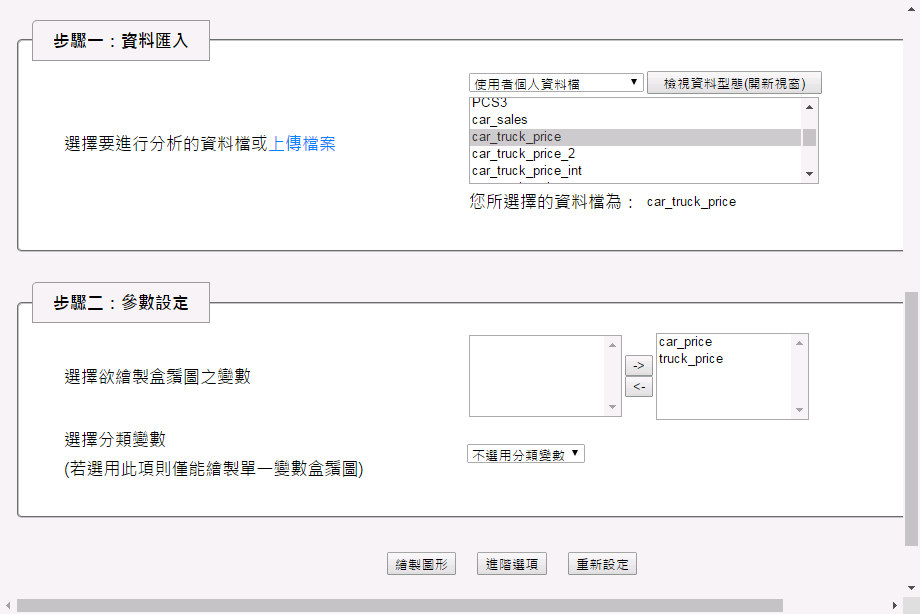 步驟一：資料匯入
使用者個人資料檔 檢視資料型態(開新視窗)
PCS3
car_sales
car_truck_price
car_truck_price_2
car_truck_price_int
選擇要進行分析的資料檔或上傳檔案
您所選擇的資料檔為： car_truck_price
步驟二：參數設定
選擇欲繪製盒鬚圖之變數
->
<-
car_price
truck_price
選擇分類變數
(若選用此項則僅能繪製單一變數盒鬚圖)
不選用分類變數
繪製圖形 進階選項 重新設定